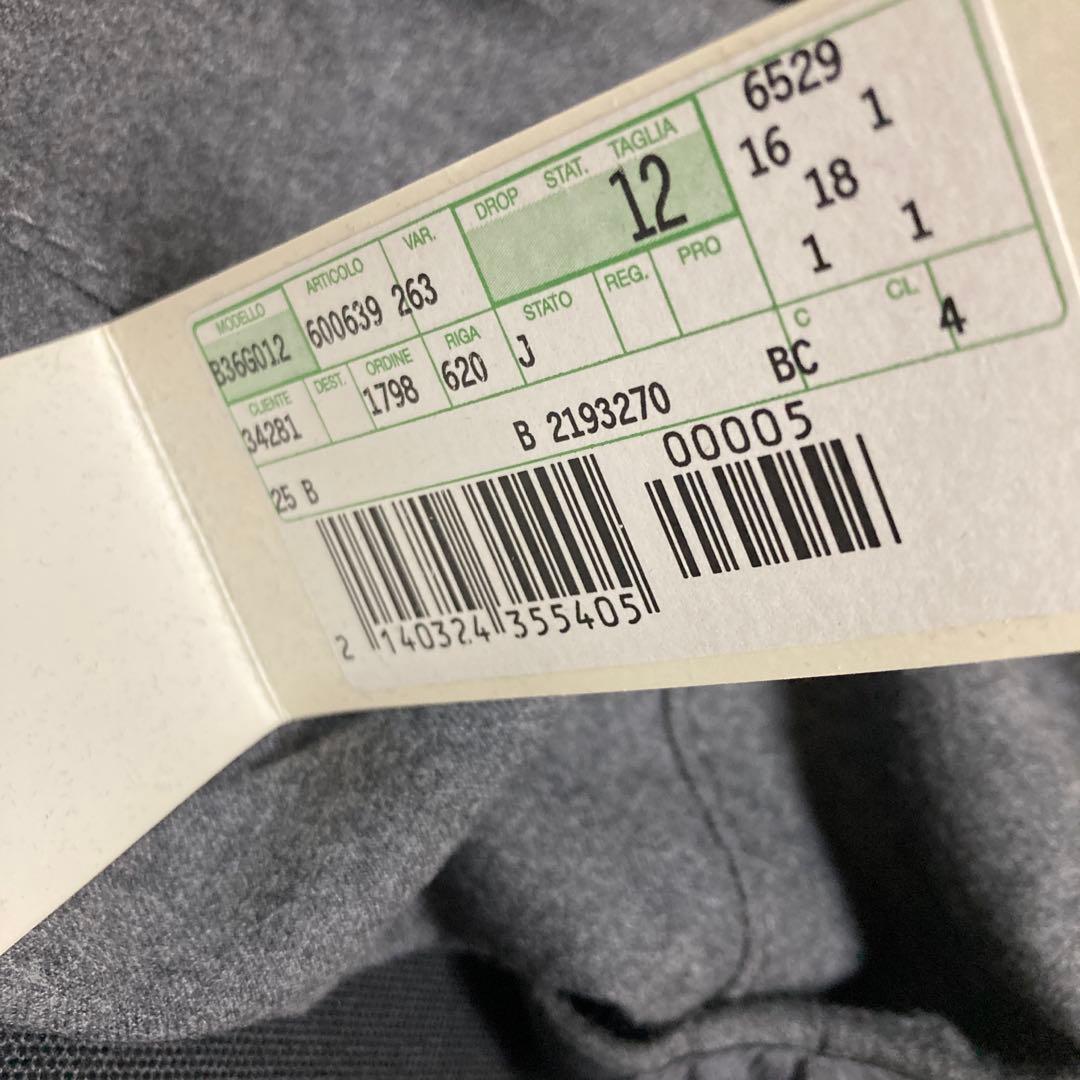 MODELLO ARTICOLO VAR. DROP STAT. TAGLIA
B36G012 600639 263 12
CLIENTE DEST. ORDINE RIGA STATO REG. PRO
34281 1798 620 J
6529
16 1
18
1 1
C CL.
BC 4
25 B B 2193270
00005
2 140324 355405